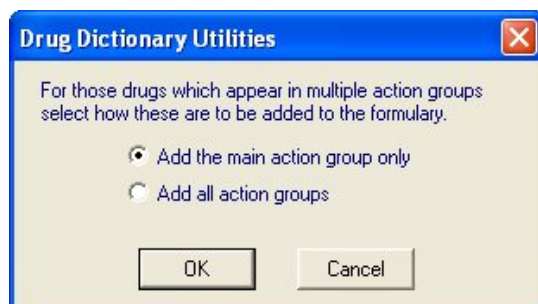 Drug Dictionary Utilities
For those drugs which appear in multiple action groups
select how these are to be added to the formulary.
Add the main action group only
Add all action groups
OK Cancel